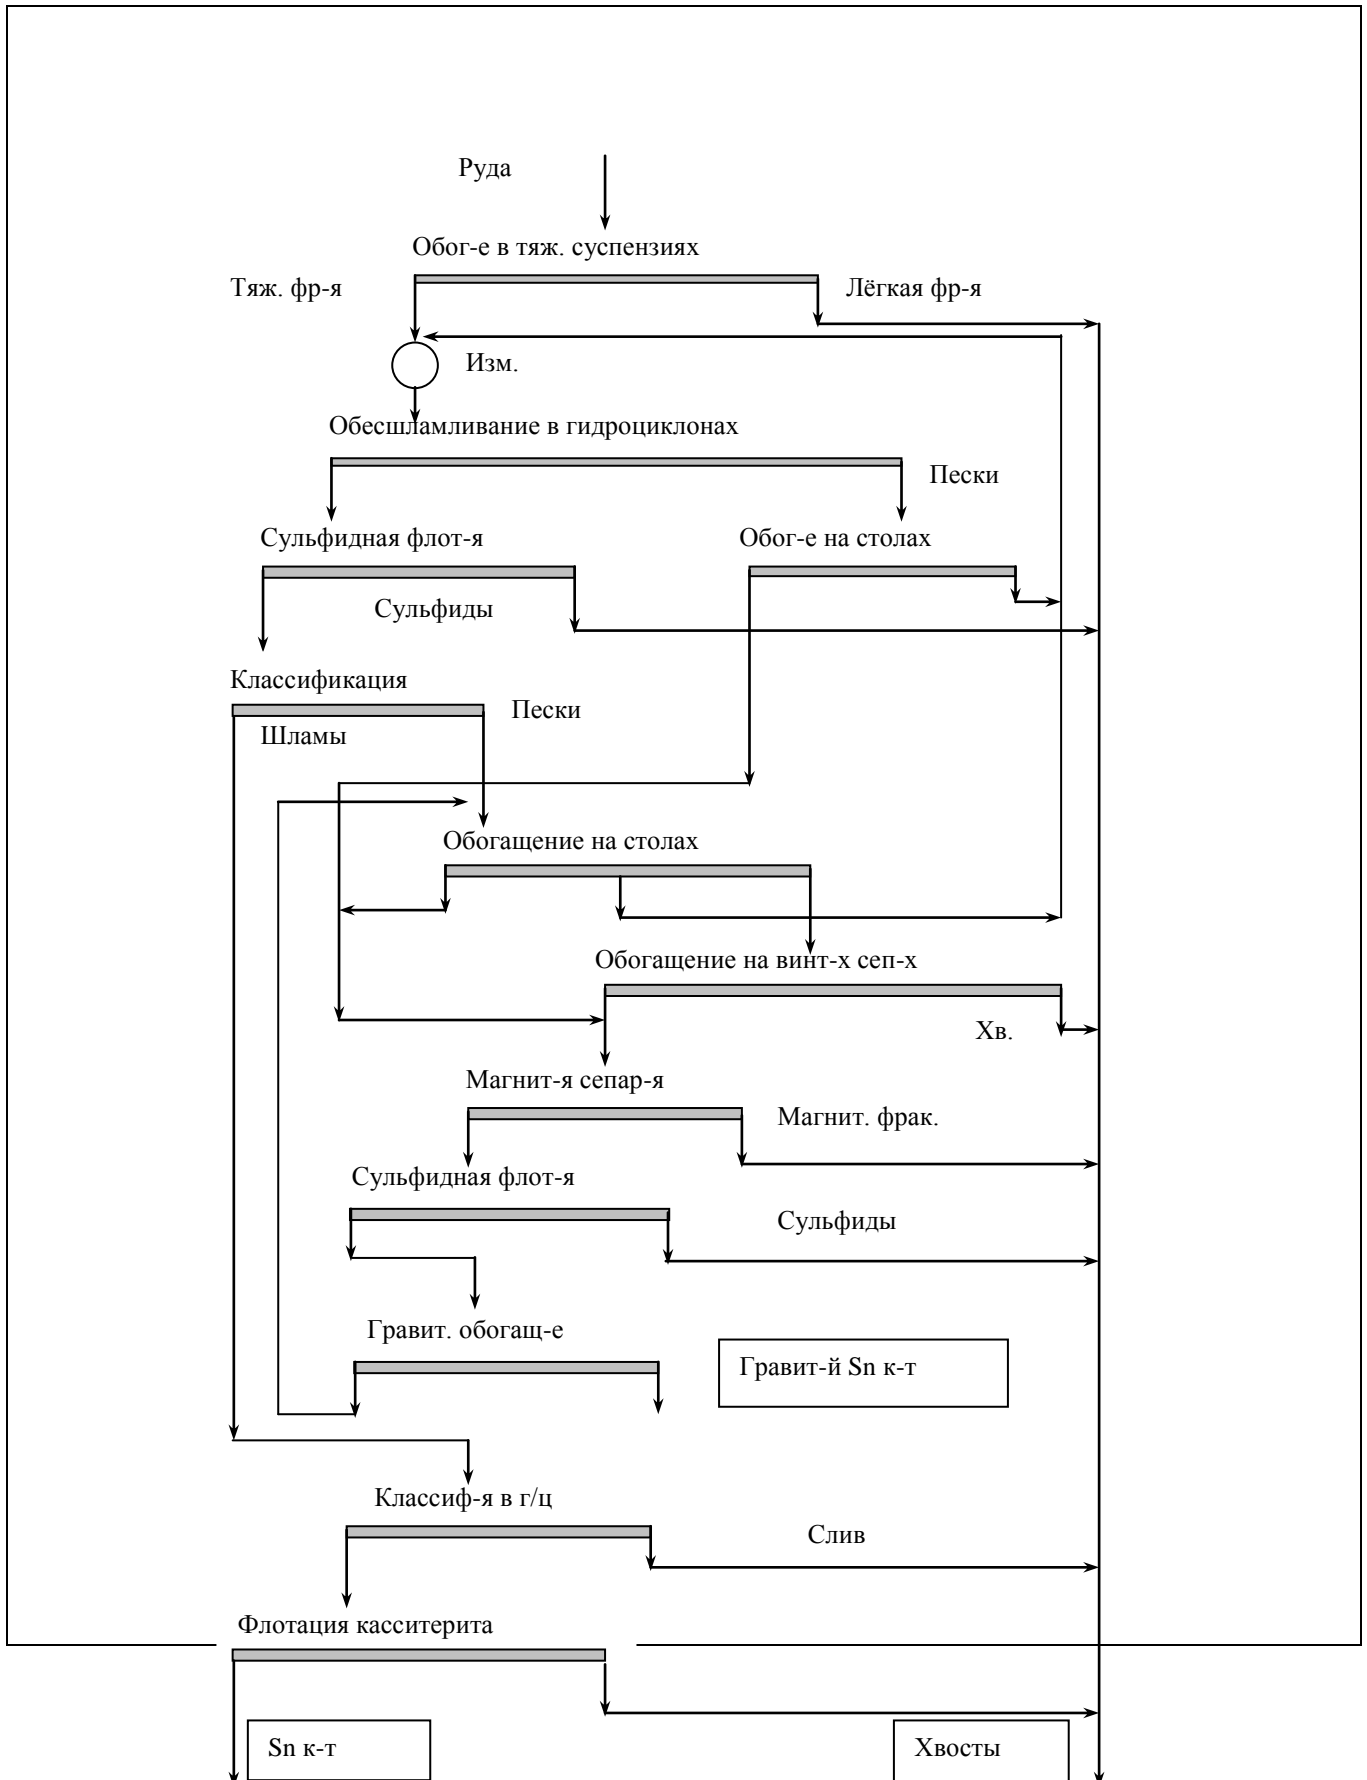 Руда
Обог-е в тяж. суспензиях
Тяж. фр-я
Лёгкая фр-я
Изм.
Обесшламливание в гидроциклонах
Пески
Сульфидная флот-я
Обог-е на столах
Сульфиды
Классификация
Пески
Шламы
Обогащение на столах
Обогащение на винт-х сеп-х
Хв.
Магнит-я сепар-я
Магнит. фрак.
Сульфидная флот-я
Сульфиды
Гравит. обогащ-е
Гравит-й Sn к-т
Классиф-я в г/ц
Слив
Флотация касситерита
Sn к-т
Хвосты